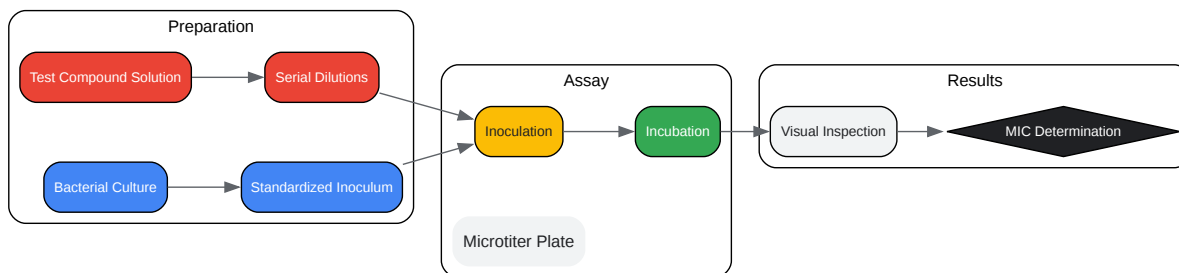 Preparation
Test Compound Solution
Serial Dilutions
Bacterial Culture
Standardized Inoculum
Assay
Inoculation
Incubation
Microtiter Plate
Results
Visual Inspection
MIC Determination